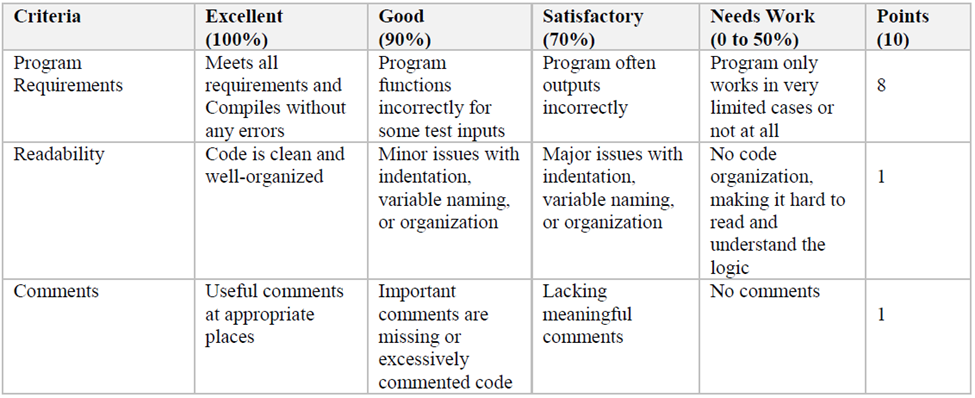 Criteria
Excellent
(100%)
Good
(90%)
Satisfactory
(70%)
Needs Work
(0 to 50%)
Points
(10)
Program
Requirements
Meets all
requirements and
Compiles without
any errors
Program
functions
incorrectly for
some test inputs
Program often
outputs
incorrectly
Program only
works in very
limited cases or
not at all
8
Readability
Code is clean and
well-organized
Minor issues with
indentation,
variable naming,
or organization
Major issues with
indentation,
variable naming,
or organization
No code
organization,
making it hard to
read and
understand the
logic
1
Comments
Useful comments
at appropriate
places
Important
comments are
missing or
excessively
commented code
Lacking
meaningful
comments
No comments
1